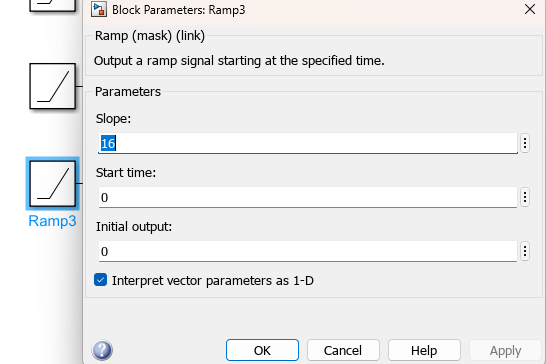 Block Parameters: Ramp3
Ramp (mask) (link)
Output a ramp signal starting at the specified time.
Parameters
Slope:
16
Start time:
0
Ramp3
Initial output:
0
Interpret vector parameters as 1-D
OK Cancel Help Apply